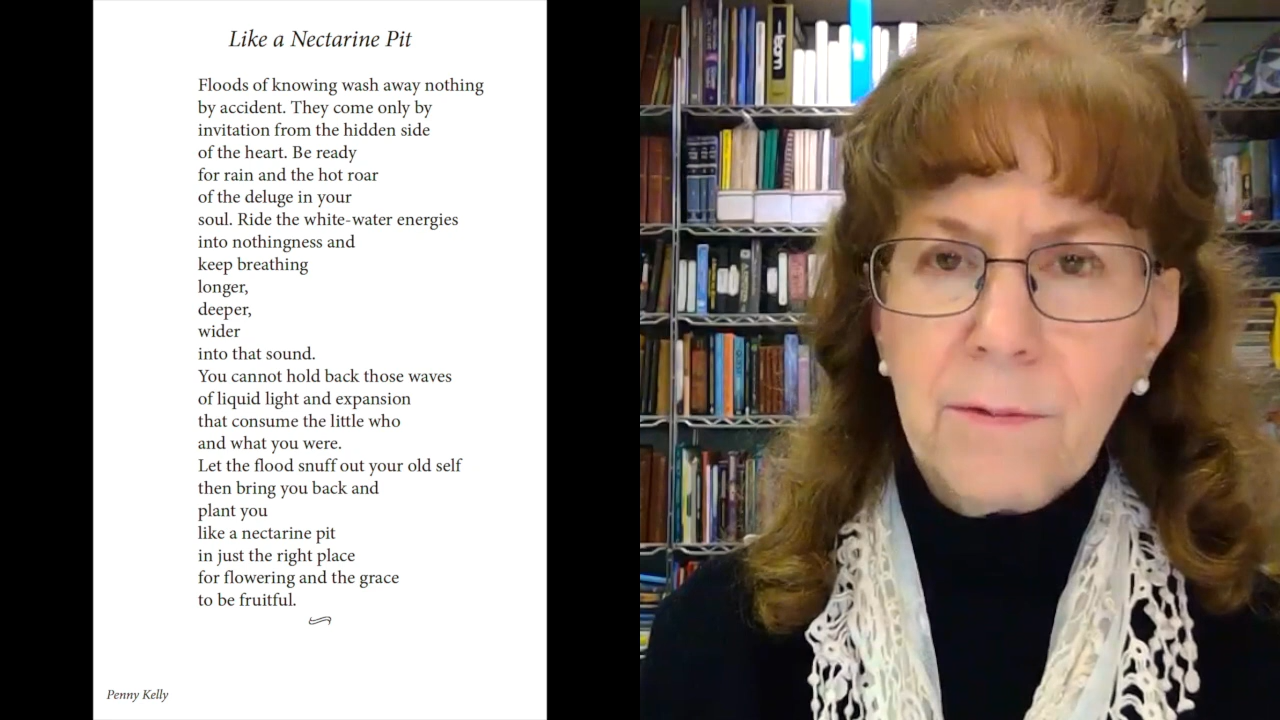 Like a Nectarine Pit
Floods of knowing wash away nothing
by accident. They come only by
invitation from the hidden side
of the heart. Be ready
for rain and the hot roar
of the deluge in your
soul. Ride the white-water energies
into nothingness and
keep breathing
longer,
deeper,
wider
into that sound.
You cannot hold back those waves
of liquid light and expansion
that consume the little who
and what you were.
Let the flood snuff out your old self
then bring you back and
plant you
like a nectarine pit
in just the right place
for flowering and the grace
to be fruitful.
Penny Kelly